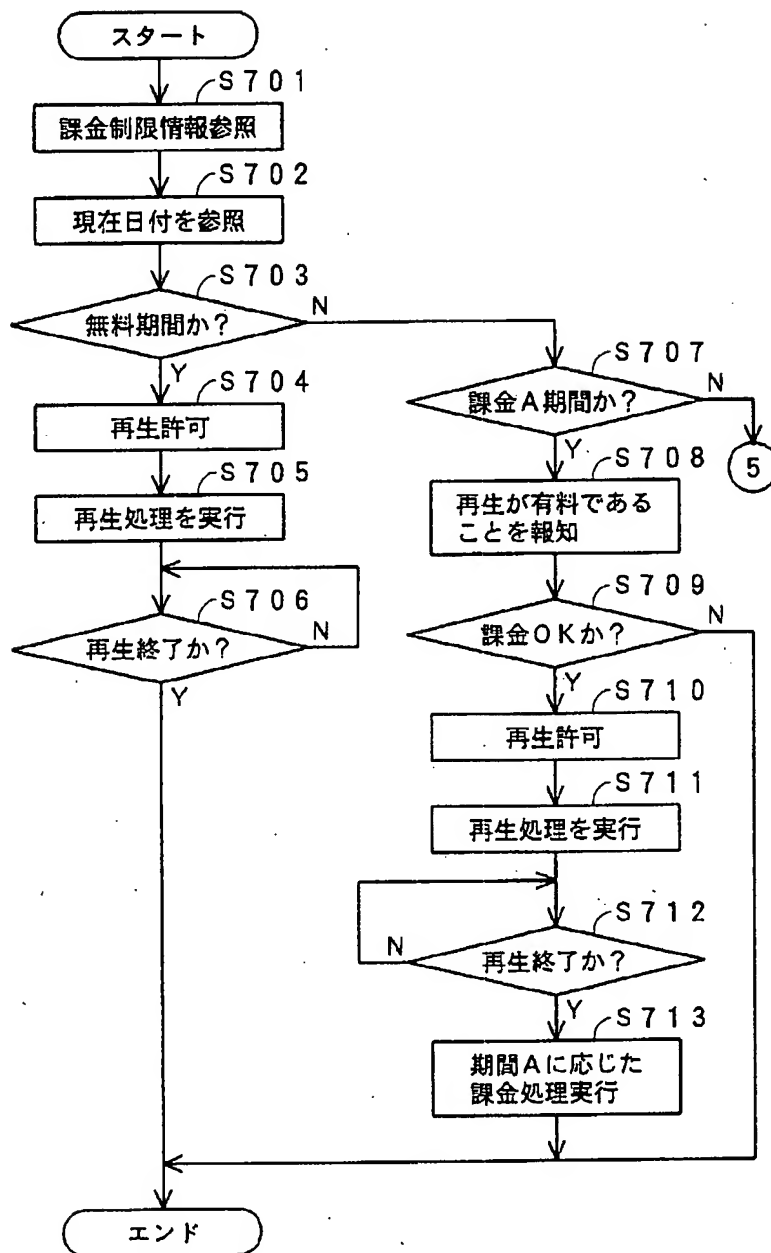 スタート
S701
課金制限情報参照
S702
現在日付を参照
S703
無料期間か?
N
Y
S704
再生許可
S705
再生処理を実行
S706
再生終了か?
N
Y
S707
課金A期間か?
N
5
Y
S708
再生が有料である
ことを報知
S709
課金OKか?
N
Y
S710
再生許可
S711
再生処理を実行
S712
再生終了か?
N
Y
S713
期間Aに応じた
課金処理実行
エンド